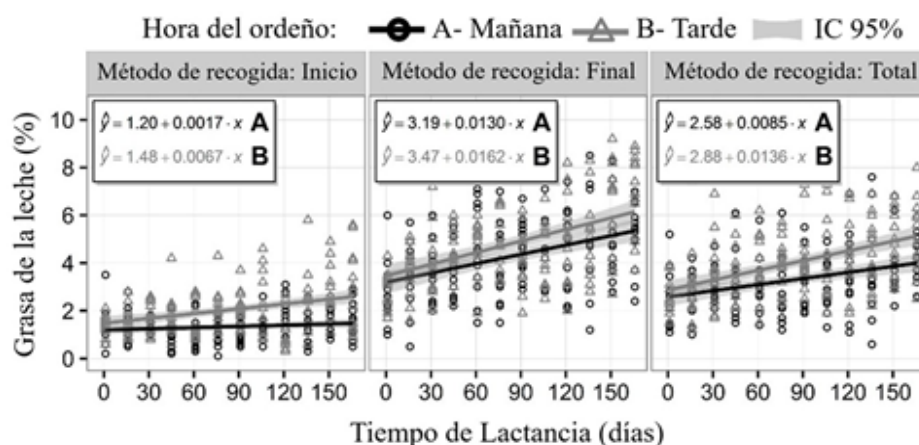 Hora del ordeño: A- Mañana B- Tarde IC 95%
Método de recogida: Inicio Método de recogida: Final Método de recogida: Total
ŷ = 1.20 + 0.0017 · x A
ŷ = 1.48 + 0.0067 · x B
ŷ = 3.19 + 0.0130 · x A
ŷ = 3.47 + 0.0162 · x B
ŷ = 2.58 + 0.0085 · x A
ŷ = 2.88 + 0.0136 · x B
Grasa de la leche (%)
10
8
6
4
2
0
0 30 60 90 120 150 0 30 60 90 120 150 0 30 60 90 120 150
Tiempo de Lactancia (días)